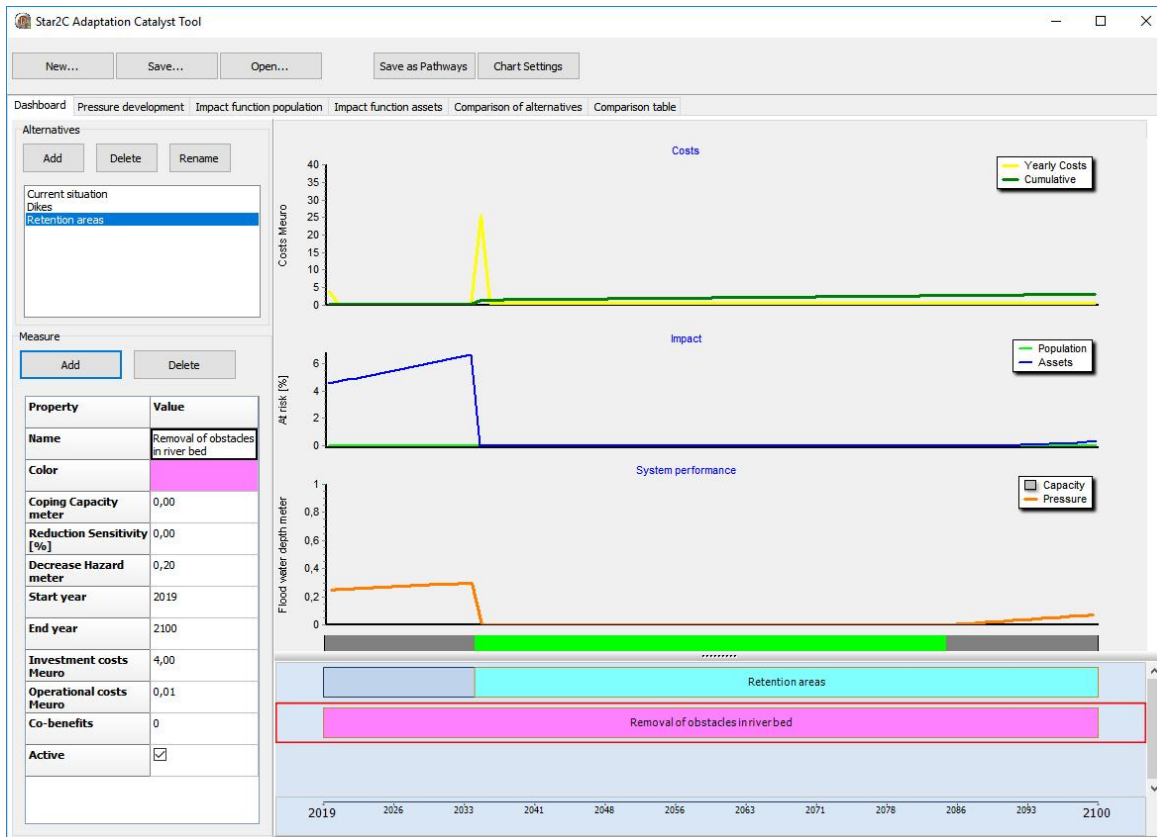 Star2C Adaptation Catalyst Tool
New... Save... Open... Save as Pathways Chart Settings
Dashboard Pressure development Impact function population Impact function assets Comparison of alternatives Comparison table
Alternatives
Add Delete Rename
Current situation
Dikes
Retention areas
Measure
Add Delete
Property Value
Name Removal of obstacles
in river bed
Color
Coping Capacity
meter 0,00
Reduction Sensitivity
[%] 0,00
Decrease Hazard
meter 0,20
Start year 2019
End year 2100
Investment costs
Meuro 4,00
Operational costs
Meuro 0,01
Co-benefits 0
Active
Costs
Costs Meuro
40
35
30
25
20
15
10
5
0
Yearly Costs
Cumulative
Impact
At risk [%]
6
4
2
0
Population
Assets
System performance
Flood water depth meter
1
0,8
0,6
0,4
0,2
0
Capacity
Pressure
Retention areas
Removal of obstacles in river bed
2019 2026 2033 2041 2048 2056 2063 2071 2078 2086 2093 2100